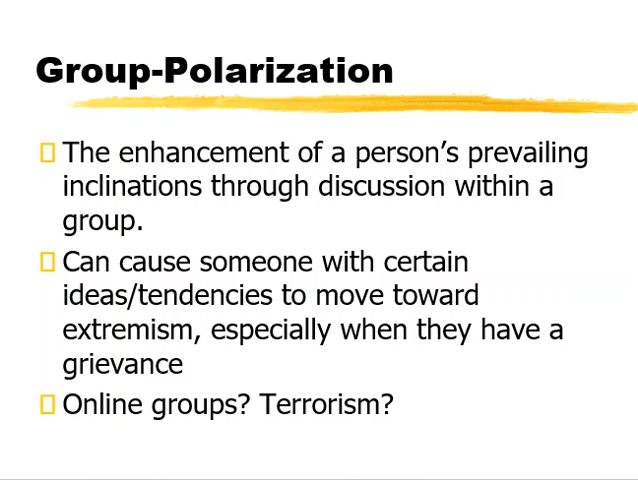 Group-Polarization
The enhancement of a person’s prevailing
inclinations through discussion within a
group.
Can cause someone with certain
ideas/tendencies to move toward
extremism, especially when they have a
grievance
Online groups? Terrorism?